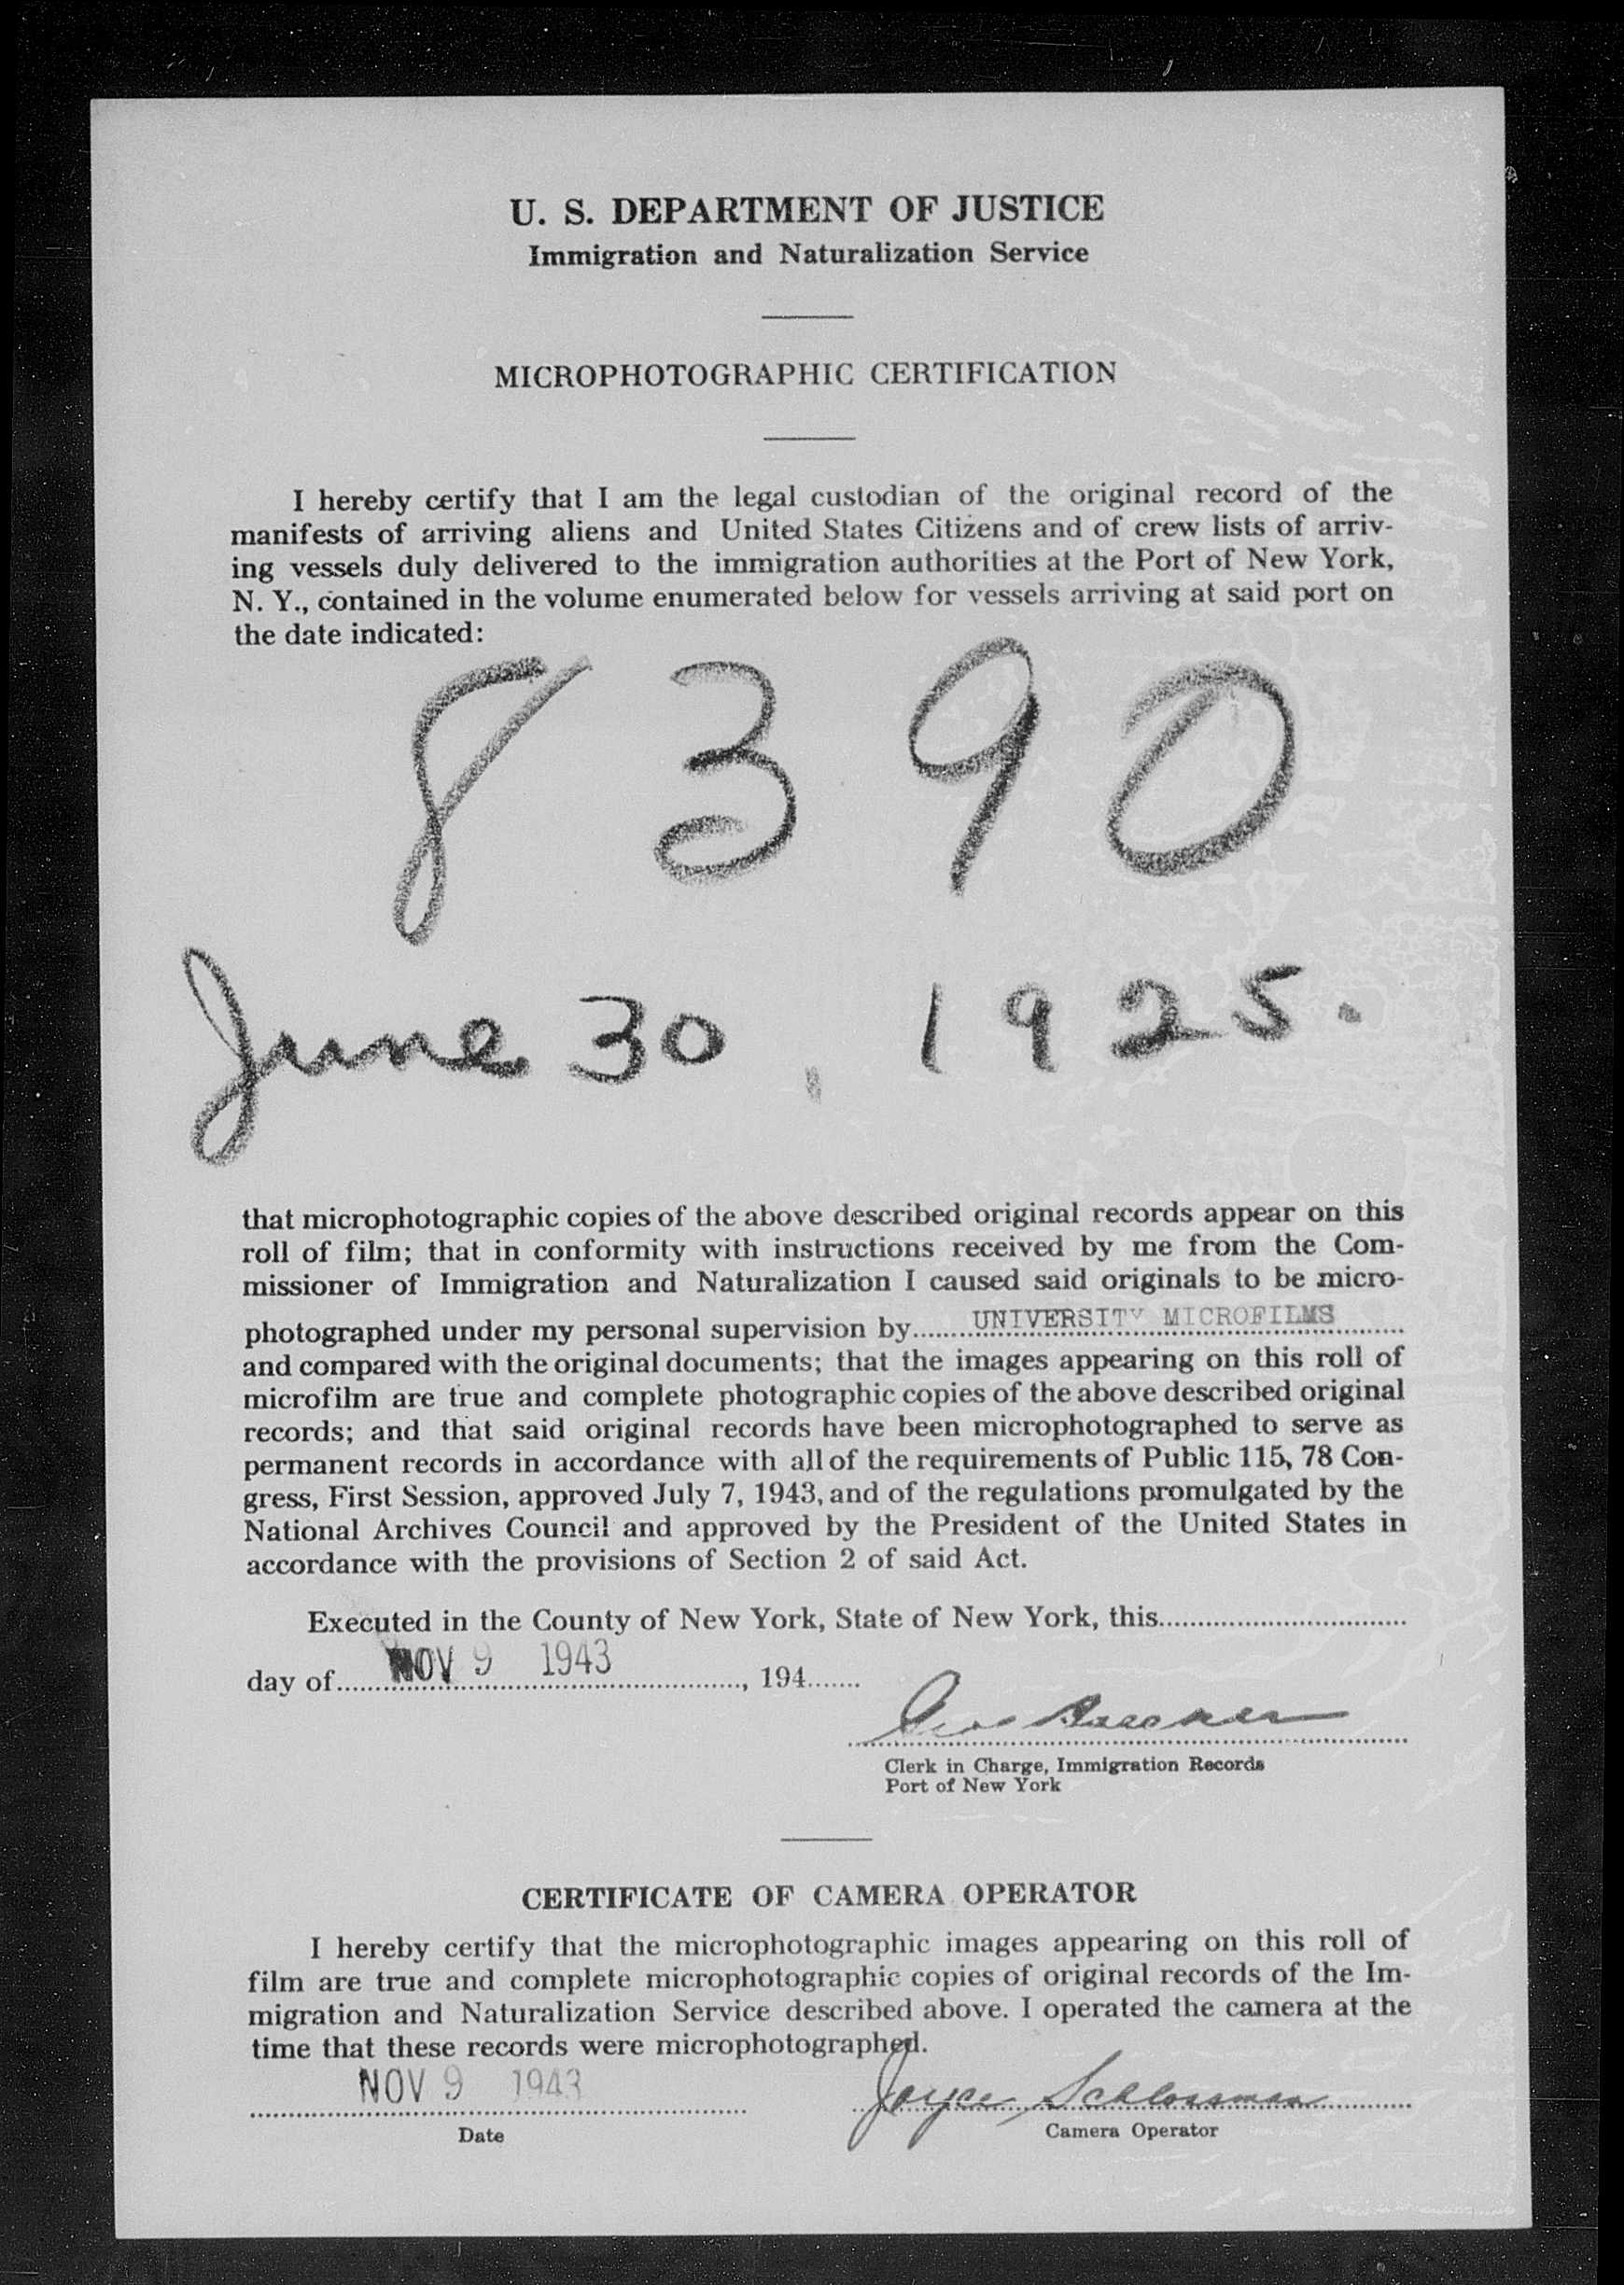 U. S. DEPARTMENT OF JUSTICE
Immigration and Naturalization Service
MICROPHOTOGRAPHIC CERTIFICATION
I hereby certify that I am the legal custodian of the original record of the
manifests of arriving aliens and United States Citizens and of crew lists of arriv-
ing vessels duly delivered to the immigration authorities at the Port of New York,
N. Y., contained in the volume enumerated below for vessels arriving at said port on
the date indicated:
8390
June 30, 1925.
that microphotographic copies of the above described original records appear on this
roll of film; that in conformity with instructions received by me from the Com-
missioner of Immigration and Naturalization I caused said originals to be micro-
photographed under my personal supervision by UNIVERSITY MICROFILMS
and compared with the original documents; that the images appearing on this roll of
microfilm are true and complete photographic copies of the above described original
records; and that said original records have been microphotographed to serve as
permanent records in accordance with all of the requirements of Public 115, 78 Con-
gress, First Session, approved July 7, 1943, and of the regulations promulgated by the
National Archives Council and approved by the President of the United States in
accordance with the provisions of Section 2 of said Act.
Executed in the County of New York, State of New York, this
day of NOV 9 1943, 194
Clerk in Charge, Immigration Records
Port of New York
CERTIFICATE OF CAMERA OPERATOR
I hereby certify that the microphotographic images appearing on this roll of
film are true and complete microphotographic copies of original records of the Im-
migration and Naturalization Service described above. I operated the camera at the
time that these records were microphotographed.
NOV 9 1943 Joyce Schlossman
Date Camera Operator